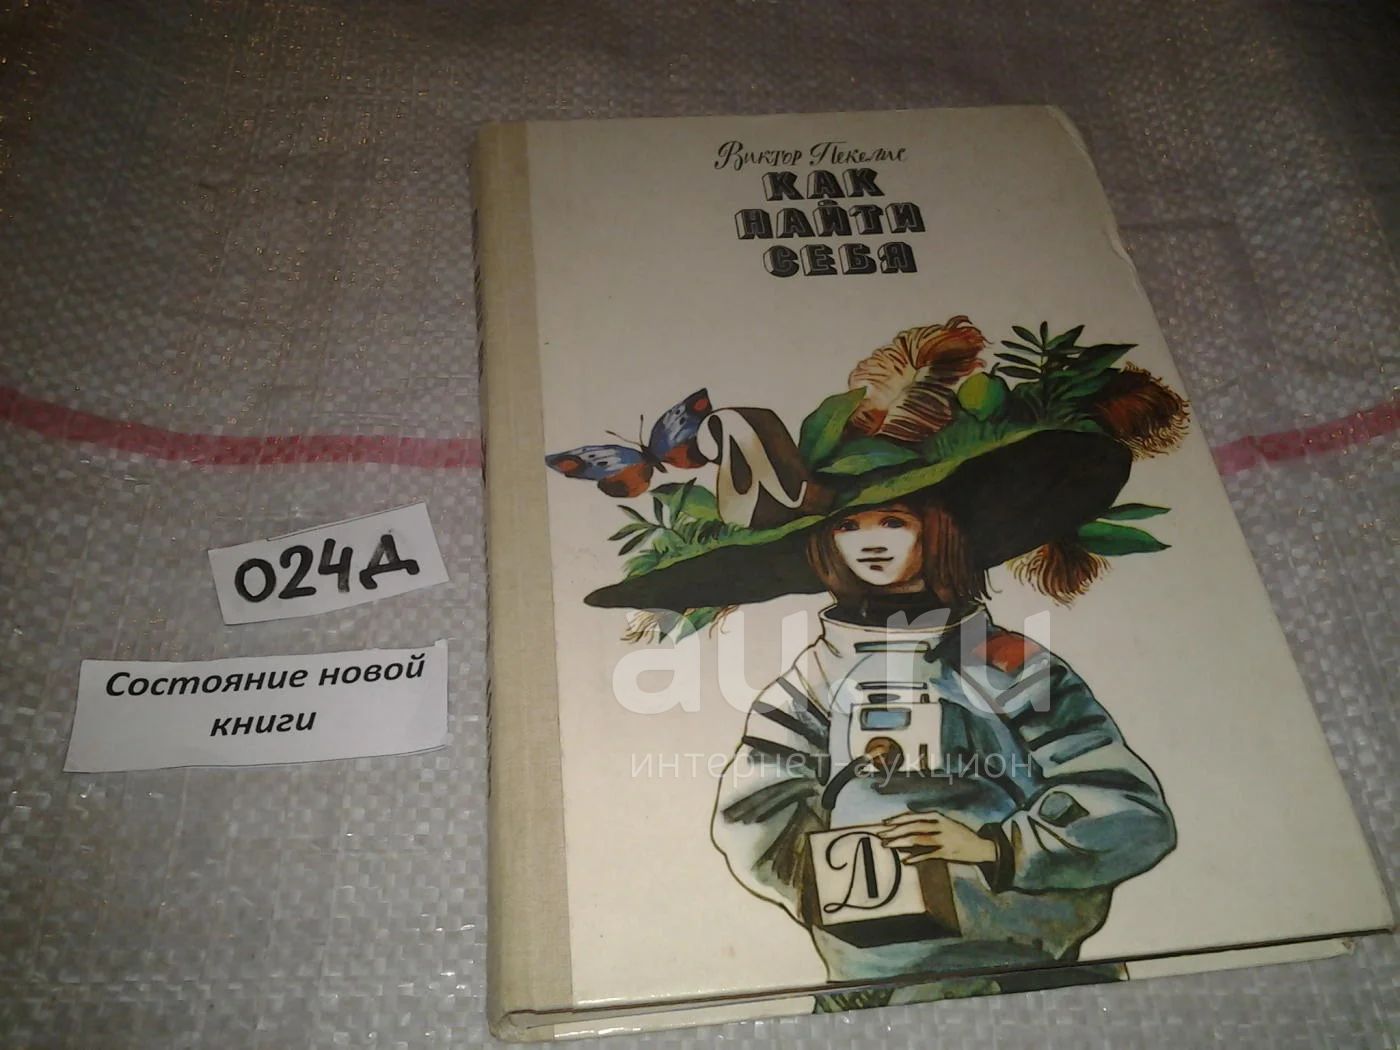 Виктор Пекелис
КАК
НАЙТИ
СЕБЯ
Я
024Д
Состояние новой
книги
au.ru
интернет-аукцион
Д